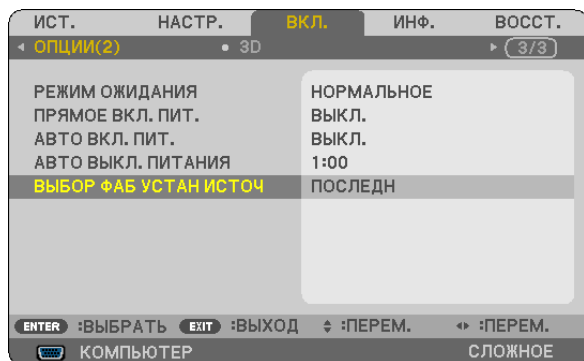 ИСТ. НАСТР. ВКЛ. ИНФ. ВОССТ.
ОПЦИИ(2) • 3D 3/3
РЕЖИМ ОЖИДАНИЯ НОРМАЛЬНОЕ
ПРЯМОЕ ВКЛ. ПИТ. ВЫКЛ.
АВТО ВКЛ. ПИТ. ВЫКЛ.
АВТО ВЫКЛ. ПИТАНИЯ 1:00
ВЫБОР ФАБ УСТАН ИСТОЧ ПОСЛЕДН
ENTER :ВЫБРАТЬ EXIT :ВЫХОД :ПЕРЕМ. :ПЕРЕМ.
КОМПЬЮТЕР СЛОЖНОЕ